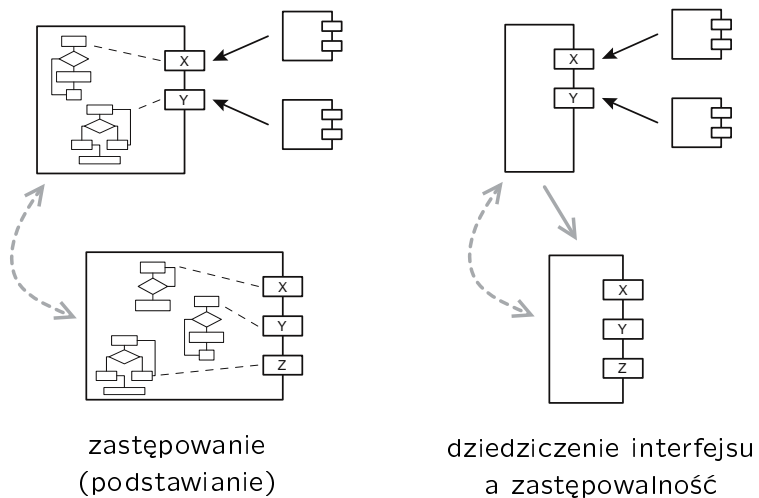 X
Y
X
Y
X
Y
Z
X
Y
Z
zastępowanie
(podstawianie)
dziedziczenie interfejsu
a zastępowalność